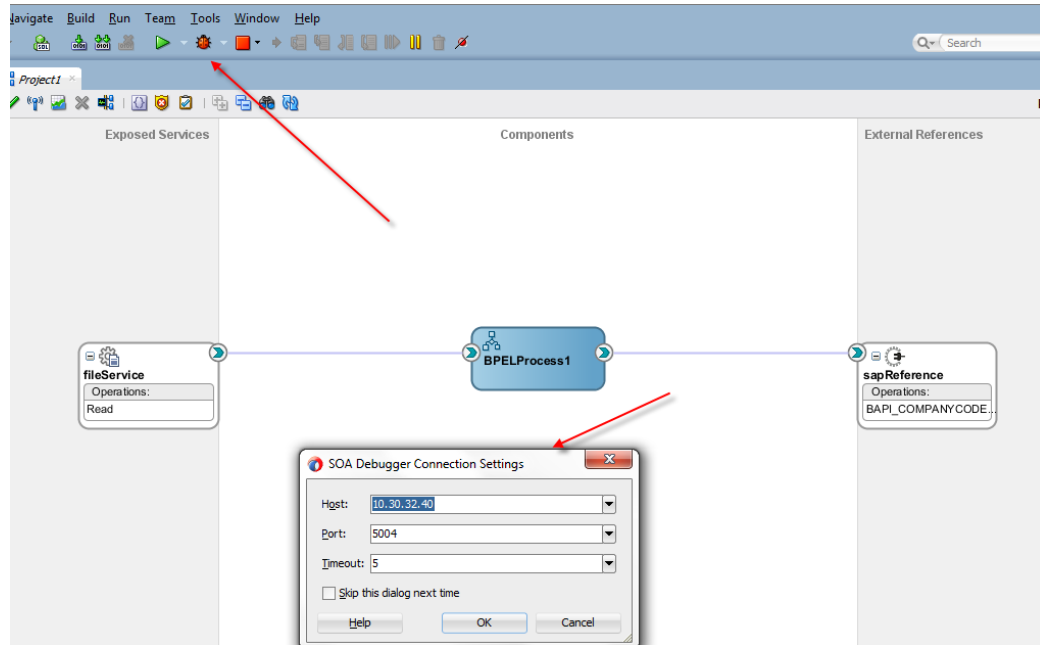 Navigate Build Run Team Tools Window Help
Search
Project1
Exposed Services
Components
External References
BPELProcess1
fileService
Operations:
Read
sapReference
Operations:
BAPI_COMPANYCODE...
SOA Debugger Connection Settings
Host: 10.30.32.40
Port: 5004
Timeout: 5
Skip this dialog next time
Help OK Cancel